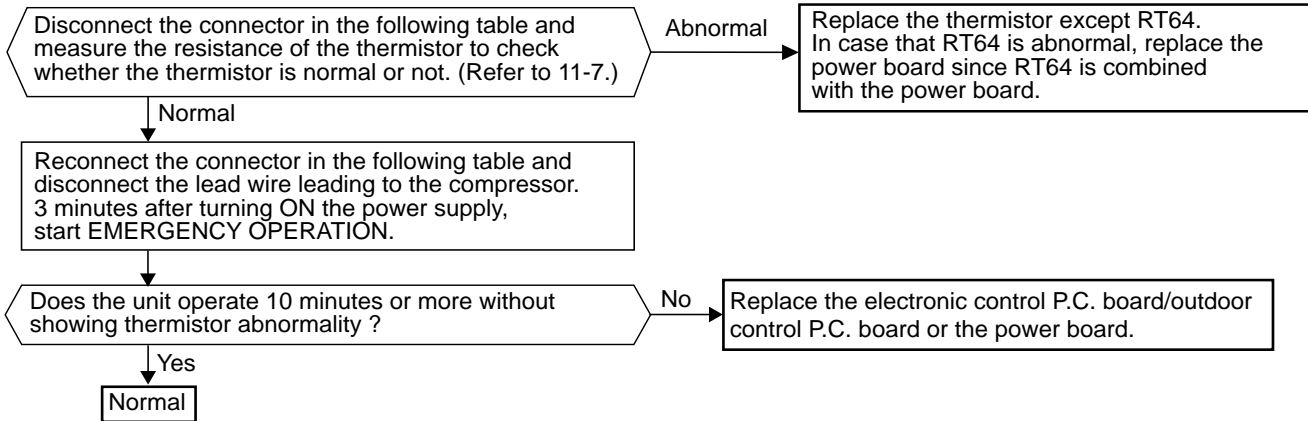 Disconnect the connector in the following table and
measure the resistance of the thermistor to check
whether the thermistor is normal or not. (Refer to 11-7.)
Abnormal
Replace the thermistor except RT64.
In case that RT64 is abnormal, replace the
power board since RT64 is combined
with the power board.
Normal
Reconnect the connector in the following table and
disconnect the lead wire leading to the compressor.
3 minutes after turning ON the power supply,
start EMERGENCY OPERATION.
Does the unit operate 10 minutes or more without
showing thermistor abnormality ?
No
Replace the electronic control P.C. board/outdoor
control P.C. board or the power board.
Yes
Normal